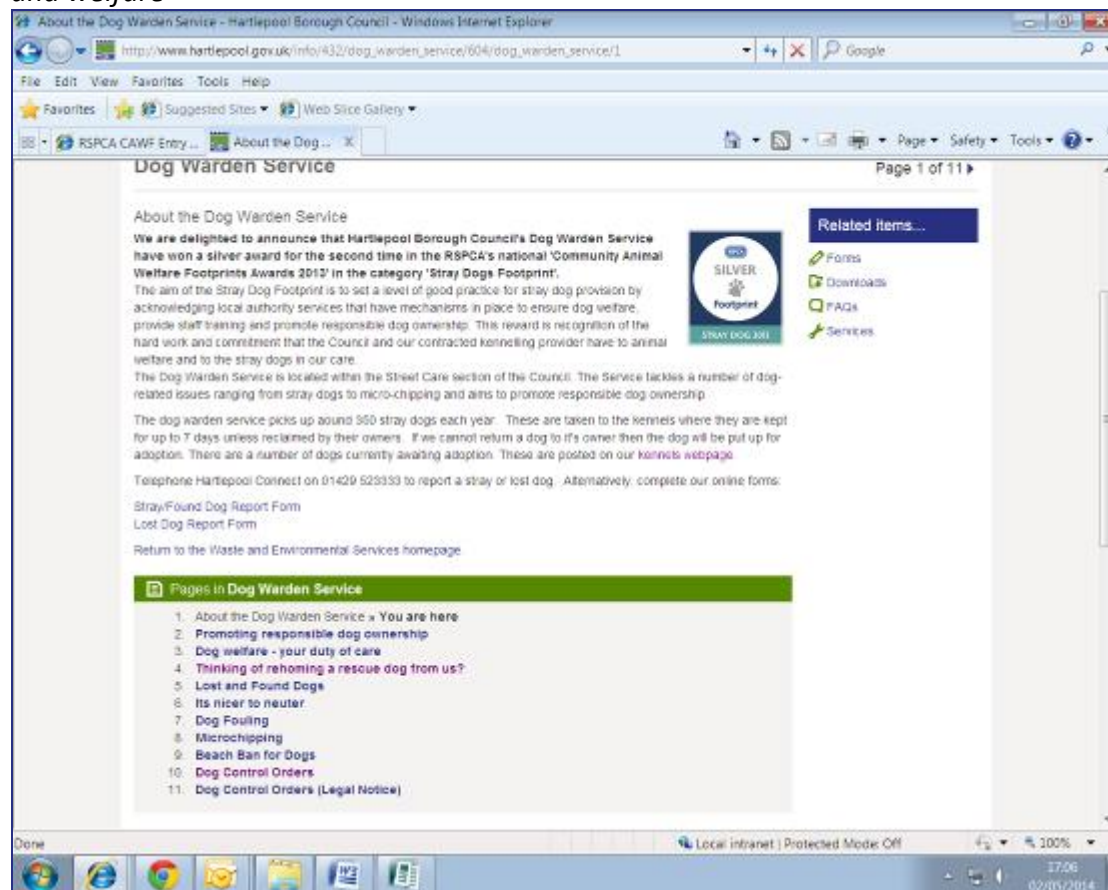 and welfare
About the Dog Warden Service - Hartlepool Borough Council - Windows Internet Explorer
http://www.hartlepool.gov.uk/info/432/dog_warden_service/604/dog_warden_service/1
Google
File Edit View Favorites Tools Help
Favorites Suggested Sites Web Slice Gallery
RSPCA CAWF Entry ... About the Dog ... X Page Safety Tools
Dog Warden Service
Page 1 of 11
About the Dog Warden Service
We are delighted to announce that Hartlepool Borough Council's Dog Warden Service
have won a silver award for the second time in the RSPCA's national 'Community Animal
Welfare Footprints Awards 2013' in the category 'Stray Dogs Footprint'.
The aim of the Stray Dog Footprint is to set a level of good practice for stray dog provision by
acknowledging local authority services that have mechanisms in place to ensure dog welfare,
provide staff training and promote responsible dog ownership. This reward is recognition of the
hard work and commitment that the Council and our contracted kennelling provider have to animal
welfare and to the stray dogs in our care.
The Dog Warden Service is located within the Street Care section of the Council. The Service tackles a number of dog-
related issues ranging from stray dogs to micro-chipping and aims to promote responsible dog ownership
The dog warden service picks up around 350 stray dogs each year. These are taken to the kennels where they are kept
for up to 7 days unless reclaimed by their owners. If we cannot return a dog to it's owner then the dog will be put up for
adoption. There are a number of dogs currently awaiting adoption. These are posted on our kennels webpage
Telephone Hartlepool Connect on 01429 523333 to report a stray or lost dog. Alternatively, complete our online forms:
Stray/Found Dog Report Form
Lost Dog Report Form
Return to the Waste and Environmental Services homepage
SILVER
Footprint
STRAY DOG 2013
Related items...
Forms
Downloads
FAQs
Services
Pages in Dog Warden Service
1. About the Dog Warden Service » You are here
2. Promoting responsible dog ownership
3. Dog welfare - your duty of care
4. Thinking of rehoming a rescue dog from us?
5. Lost and Found Dogs
6. Its nicer to neuter
7. Dog Fouling
8. Microchipping
9. Beach Ban for Dogs
10. Dog Control Orders
11. Dog Control Orders (Legal Notice)
Done
Local intranet | Protected Mode: Off
100%
17:06
02/05/2014